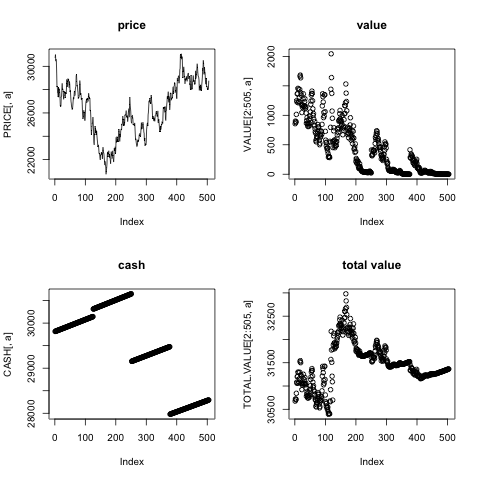 price
PRICE[, a]
22000 26000 30000
0 100 200 300 400 500
Index
value
VALUE[2:505, a]
0 500 1000 2000
0 100 200 300 400 500
Index
cash
CASH[, a]
28000 29000 30000
0 100 200 300 400 500
Index
total value
TOTAL.VALUE[2:505, a]
30500 31500 32500
0 100 200 300 400 500
Index